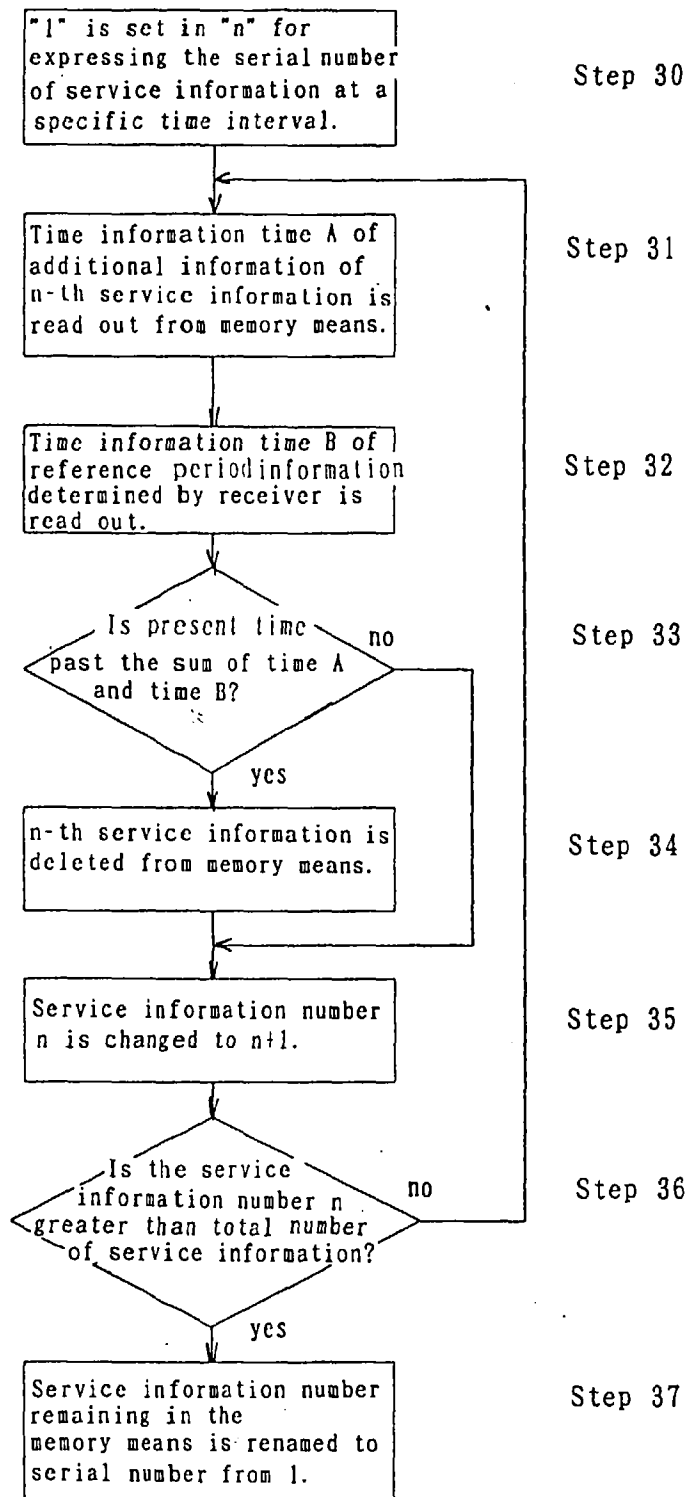 "1" is set in "n" for
expressing the serial number
of service information at a
specific time interval.
Step 30
Time information time A of
additional information of
n-th service information is
read out from memory means.
Step 31
Time information time B of
reference period information
determined by receiver is
read out.
Step 32
Is present time
past the sum of time A
and time B?
no
yes
Step 33
n-th service information is
deleted from memory means.
Step 34
Service information number
n is changed to n+1.
Step 35
Is the service
information number n
greater than total number
of service information?
no
yes
Step 36
Service information number
remaining in the
memory means is renamed to
serial number from 1.
Step 37